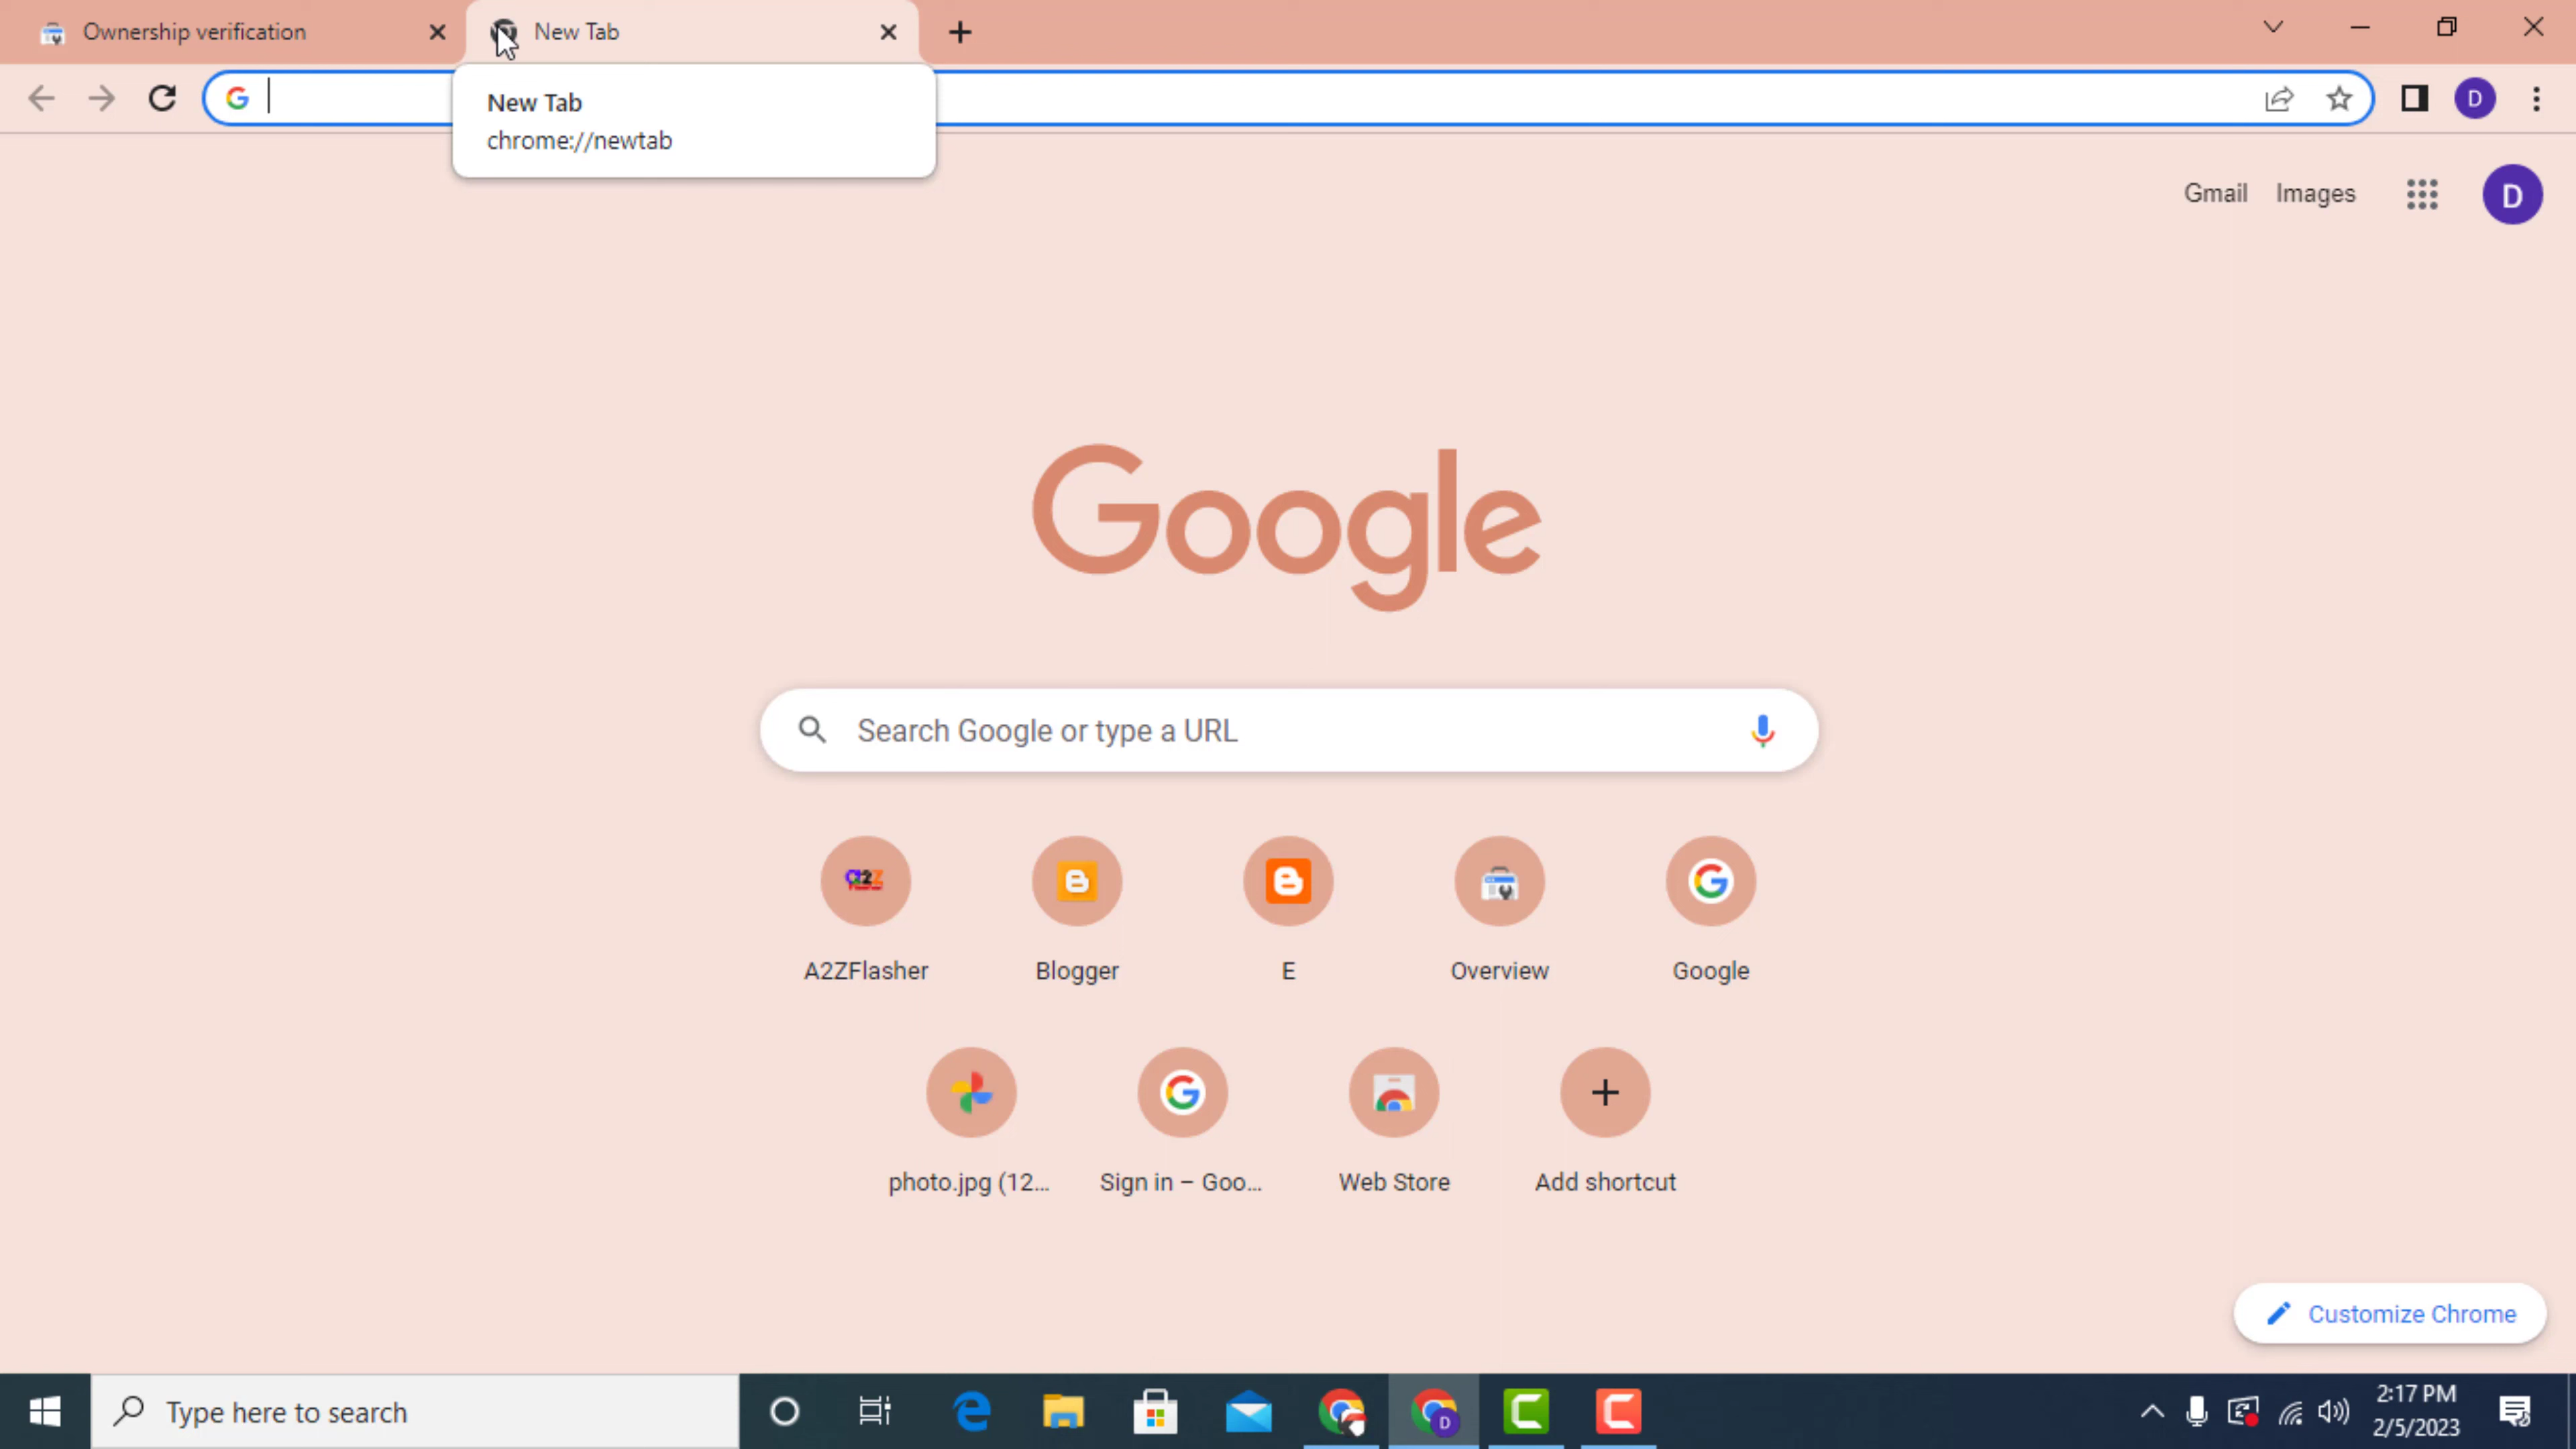 Ownership verification
New Tab
New Tab
chrome://newtab
D
Gmail Images
D
Google
Search Google or type a URL
A2Z
A2ZFlasher Blogger E Overview Google
photo.jpg (12... Sign in – Goo... Web Store Add shortcut
Customize Chrome
Type here to search
D
2:17 PM
2/5/2023